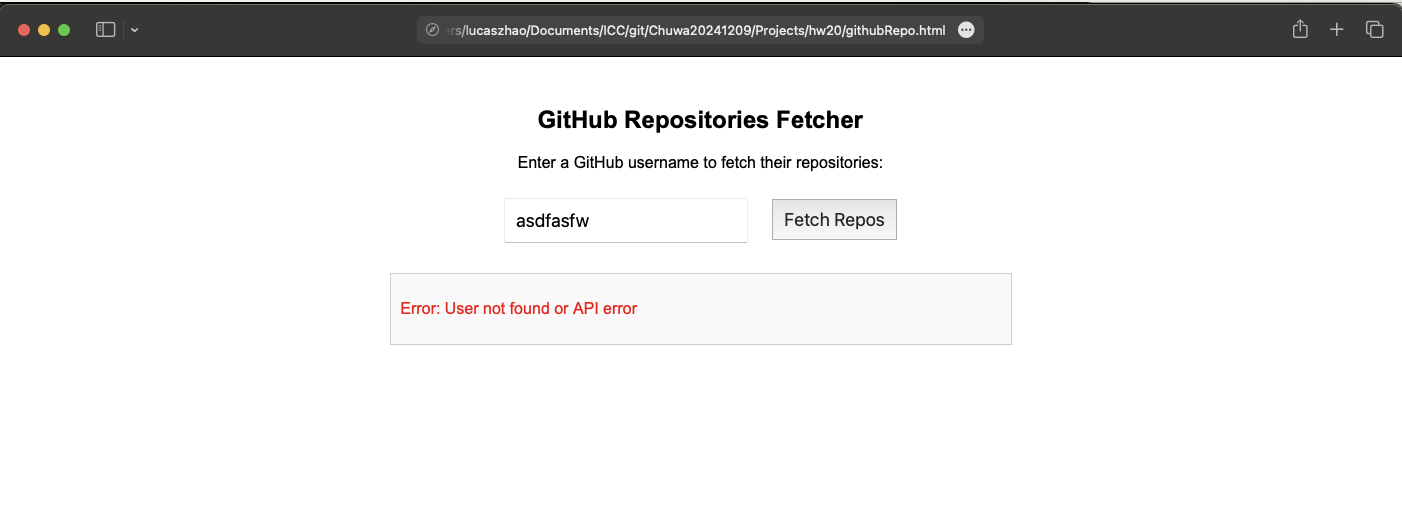 /lucaszhao/Documents/ICC/git/Chuwa20241209/Projects/hw20/githubRepo.html
GitHub Repositories Fetcher
Enter a GitHub username to fetch their repositories:
asdfasfw Fetch Repos
Error: User not found or API error